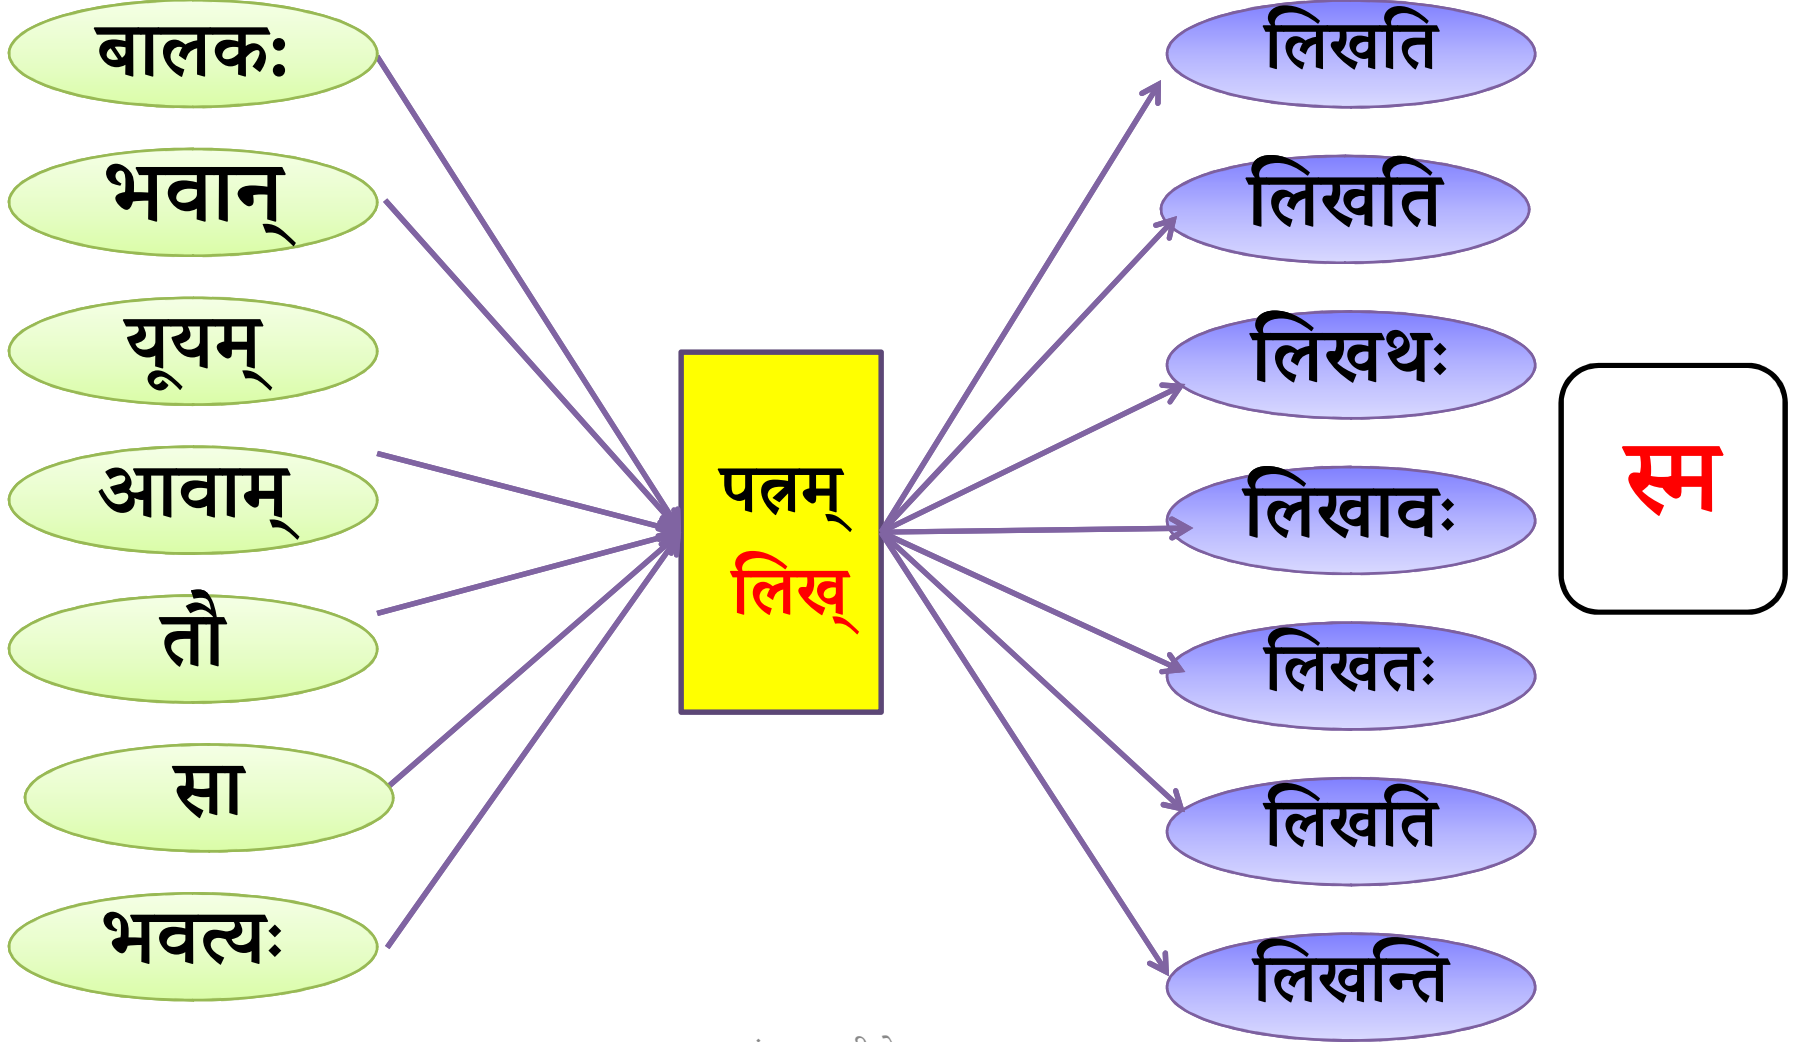 बालक:
भवान्
यूयम्
आवाम्
तौ
सा
भवत्यः
पत्रम्
लिख्
लिखति
लिखति
लिखथः
लिखावः
लिखतः
लिखति
लिखन्ति
स्म